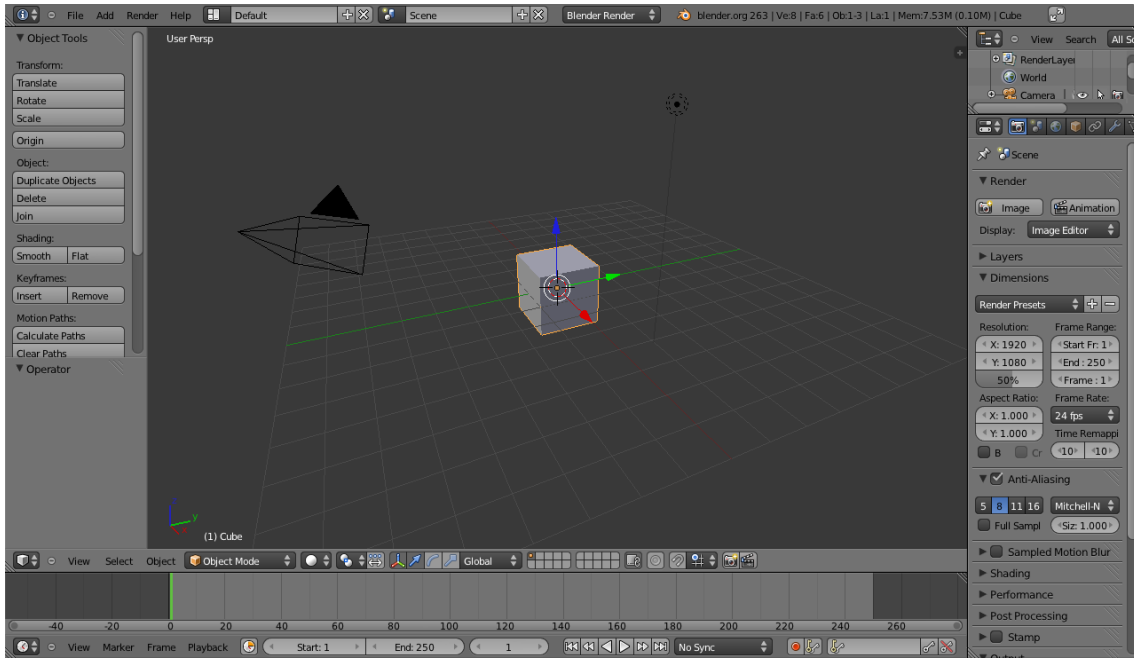 File Add Render Help Default Scene Blender Render blender.org 263 | Ve:8 | Fa:6 | Ob:1-3 | La:1 | Mem:7.53M (0.10M) | Cube
Object Tools
Transform:
Translate
Rotate
Scale
Origin
Object:
Duplicate Objects
Delete
Join
Shading:
Smooth Flat
Keyframes:
Insert Remove
Motion Paths:
Calculate Paths
Clear Paths
Operator
User Persp
y
(1) Cube
View Search All Sc
RenderLayer
World
Camera
Scene
Render
Image Animation
Display: Image Editor
Layers
Dimensions
Render Presets
Resolution: Frame Range:
X: 1920 Start Fr: 1
Y: 1080 End : 250
50% Frame : 1
Aspect Ratio: Frame Rate:
X: 1.000 24 fps
Y: 1.000 Time Remappi
B Cr 10 10
Anti-Aliasing
5 8 11 16 Mitchell-N
Full Sampl Siz: 1.000
Sampled Motion Blur
Shading
Performance
Post Processing
Stamp
View Select Object Object Mode Global
-40 -20 0 20 40 60 80 100 120 140 160 180 200 220 240 260
View Marker Frame Playback Start: 1 End: 250 1 No Sync